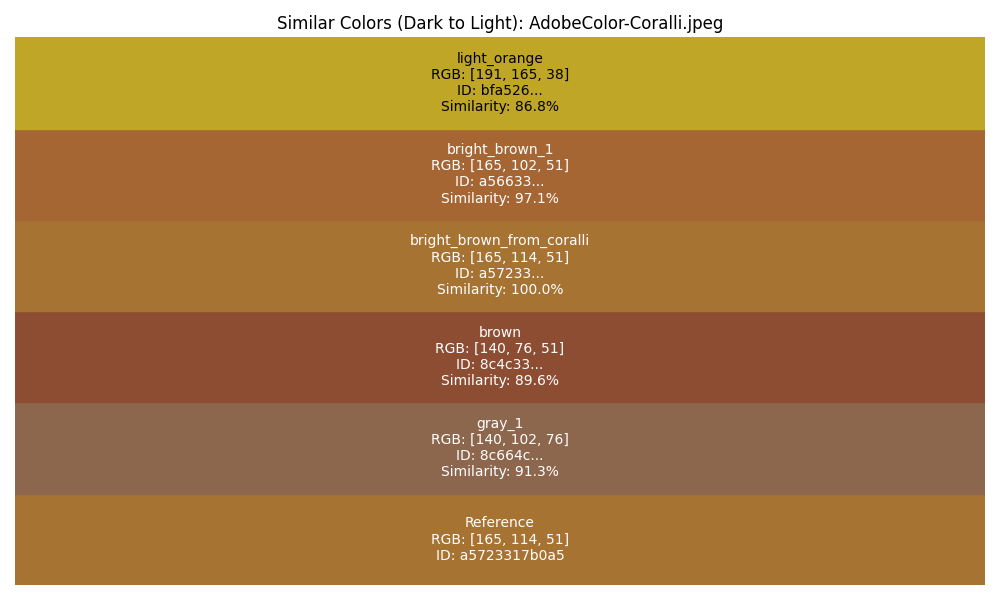 Similar Colors (Dark to Light): AdobeColor-Coralli.jpeg
light_orange
RGB: [191, 165, 38]
ID: bfa526...
Similarity: 86.8%
bright_brown_1
RGB: [165, 102, 51]
ID: a56633...
Similarity: 97.1%
bright_brown_from_coralli
RGB: [165, 114, 51]
ID: a57233...
Similarity: 100.0%
brown
RGB: [140, 76, 51]
ID: 8c4c33...
Similarity: 89.6%
gray_1
RGB: [140, 102, 76]
ID: 8c664c...
Similarity: 91.3%
Reference
RGB: [165, 114, 51]
ID: a5723317b0a5